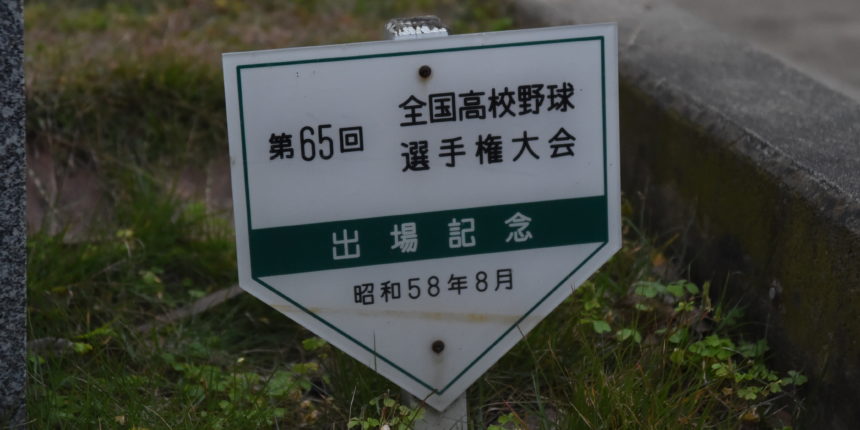 第65回
全国高校野球
選手権大会
出場記念
昭和58年8月